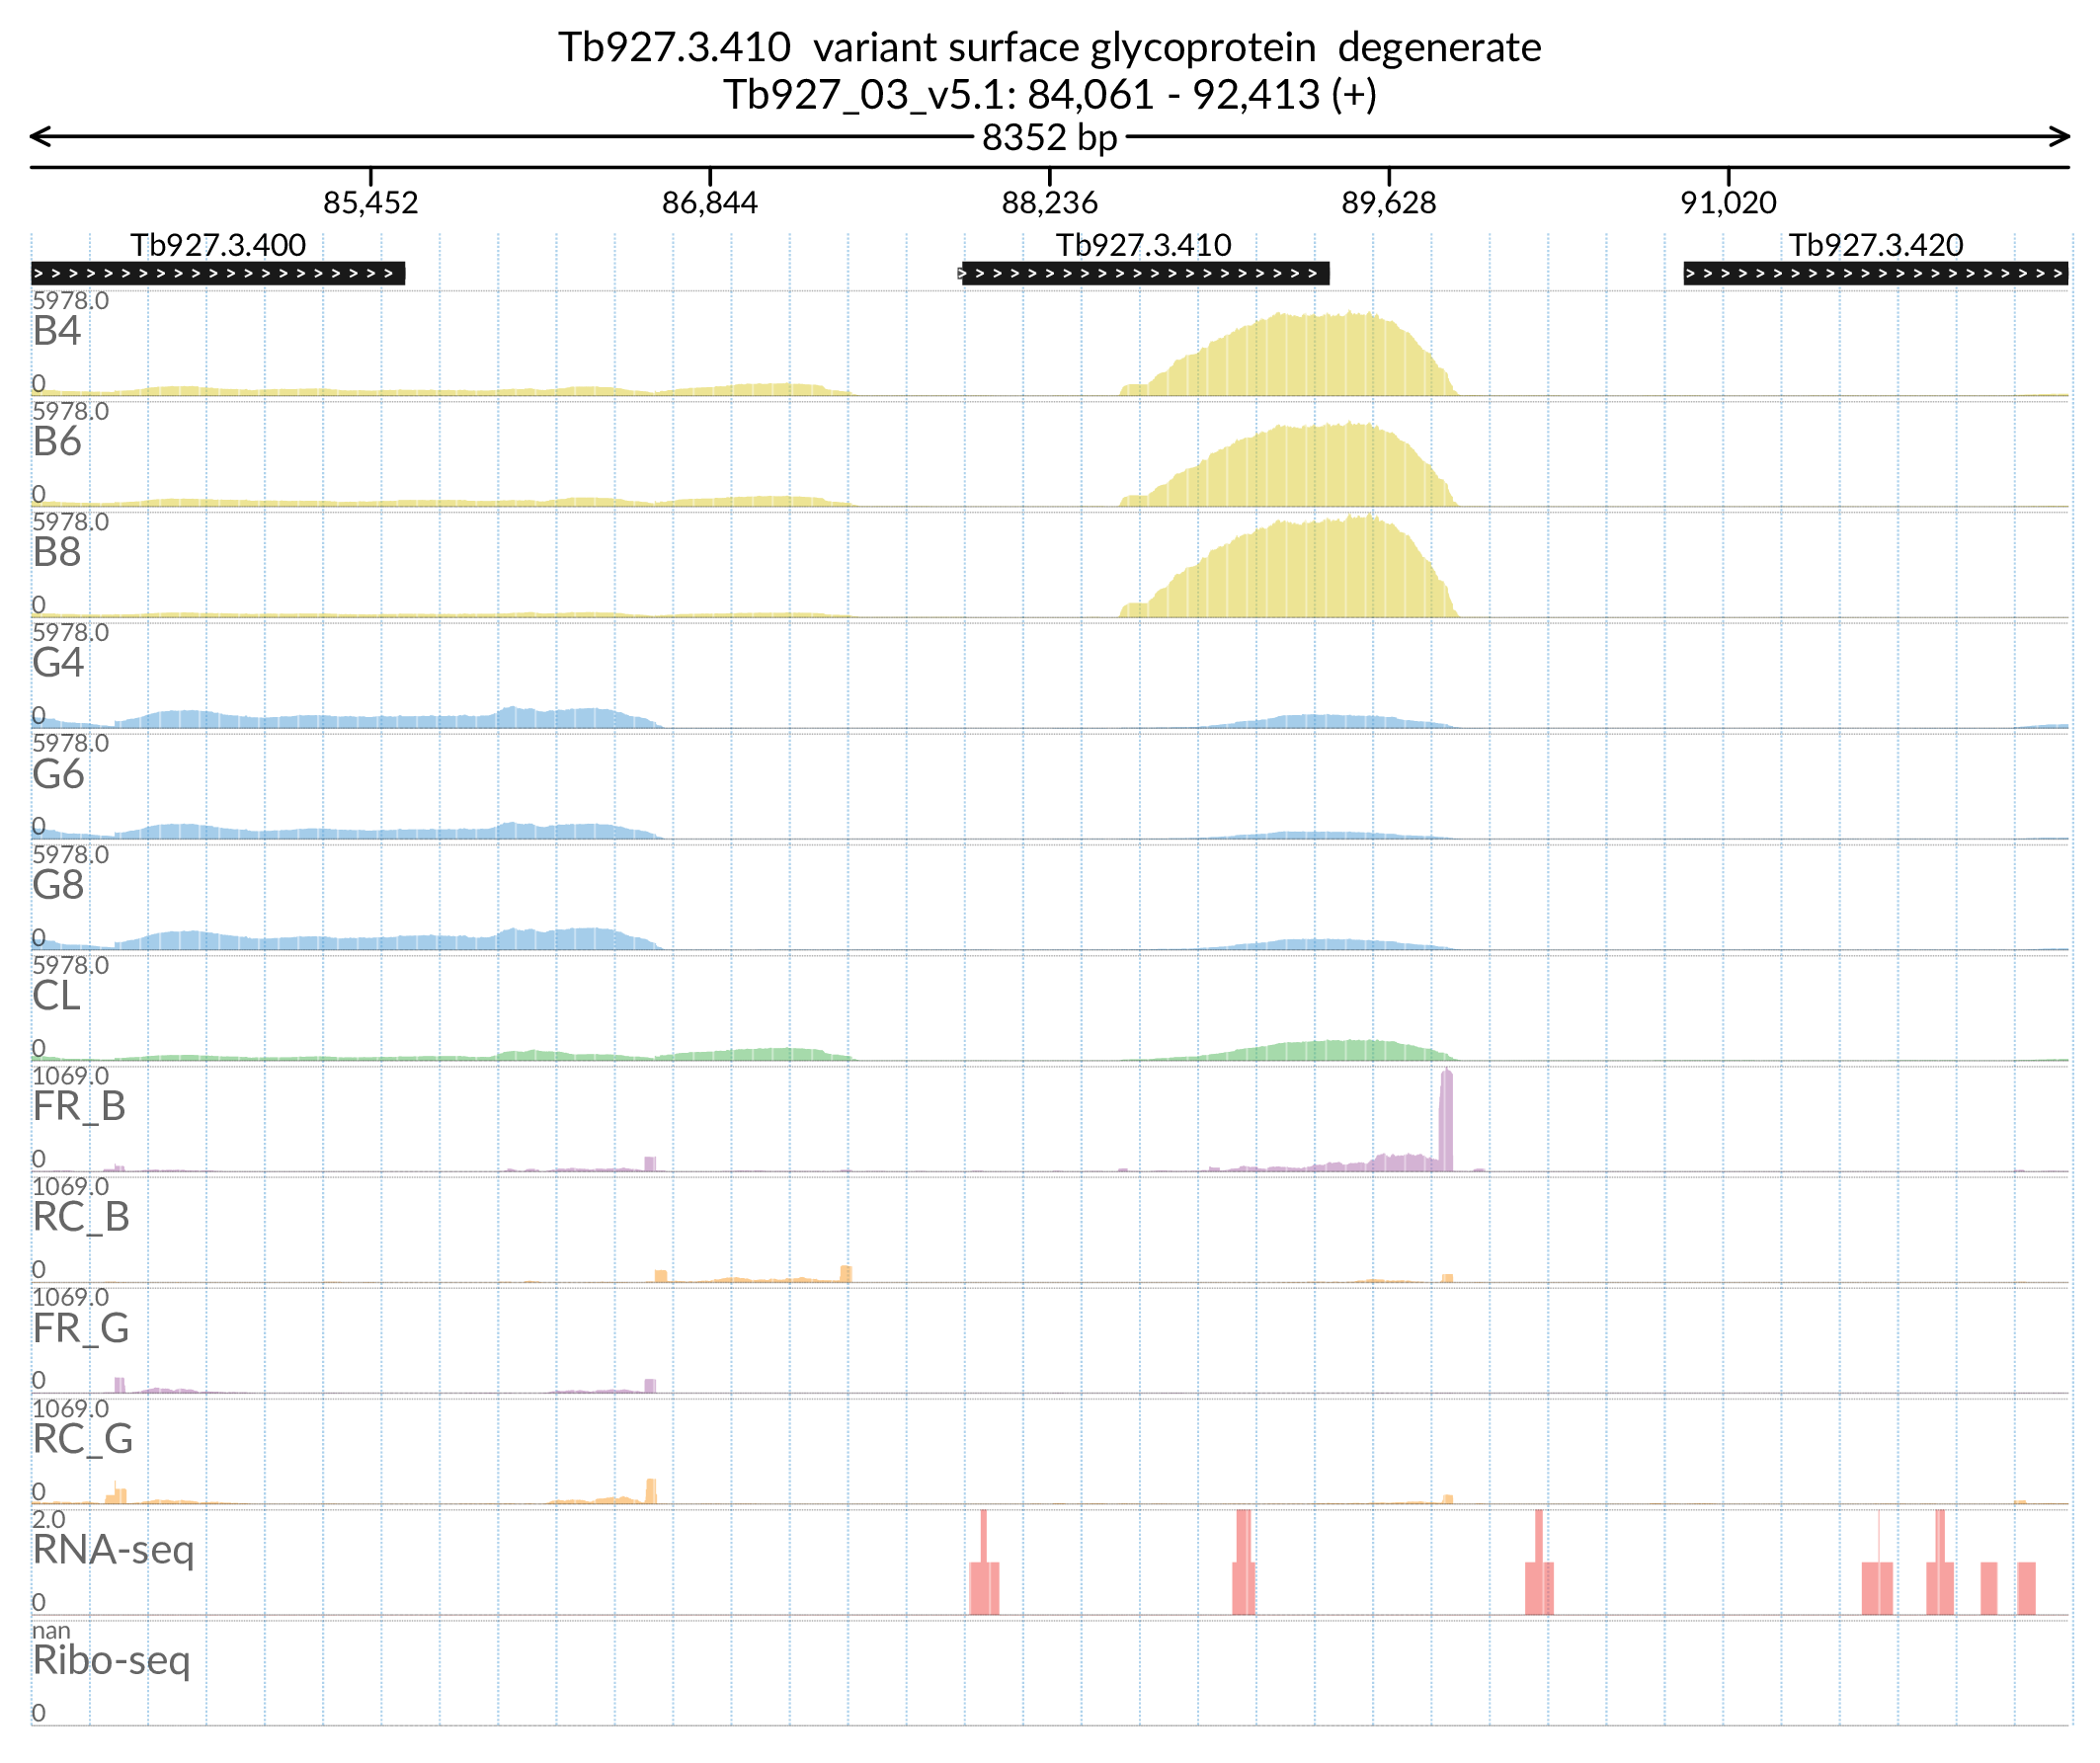 Tb927.3.410 variant surface glycoprotein degenerate
Tb927_03_v5.1: 84,061 - 92,413 (+)
8352 bp
85,452 86,844 88,236 89,628 91,020
Tb927.3.400 Tb927.3.410 Tb927.3.420
5978.0
B4
0
5978.0
B6
0
5978.0
B8
0
5978.0
G4
0
5978.0
G6
0
5978.0
G8
0
5978.0
CL
0
1069.0
FR_B
0
1069.0
RC_B
0
1069.0
FR_G
0
1069.0
RC_G
0
2.0
RNA-seq
0
nan
Ribo-seq
0